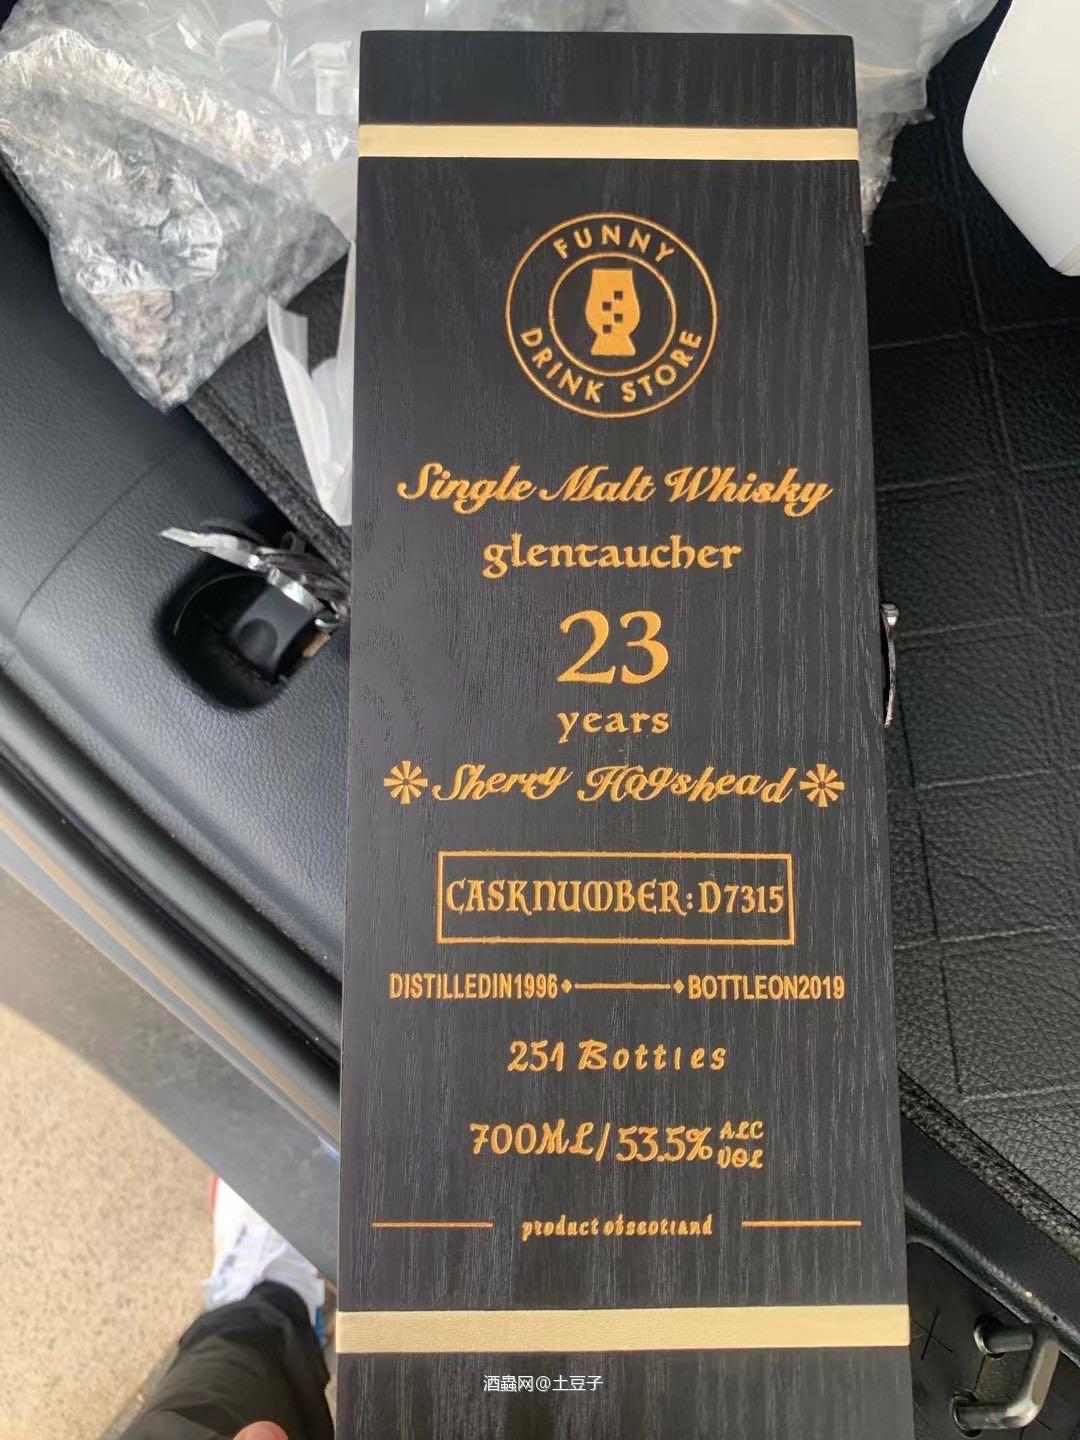 FUNNY
DRINK STORE
Single Malt Whisky
glentaucher
23
years
Sherry Hogshead
CASKNUMBER:D7315
DISTILLEDIN1996 BOTTLEON2019
251 Bottles
700ML/53.5% ALC VOL
product ofscotland
酒蟲网@土豆子